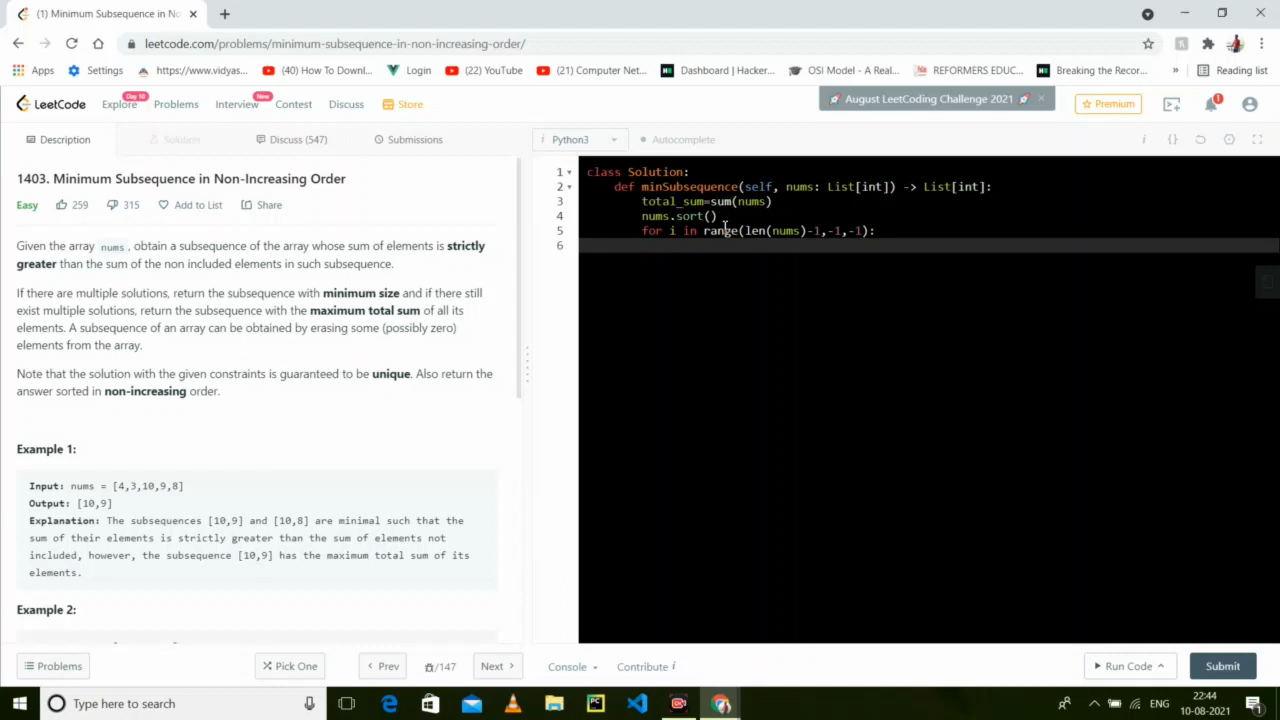 (1) Minimum Subsequence in No
leetcode.com/problems/minimum-subsequence-in-non-increasing-order/
Apps Settings https://www.vidyas... (40) How To Downl... Login (22) YouTube (21) Computer Net... Dashboard | Hacker... OSI Model - A Real... REFORMERS EDUC... Breaking the Recor... » Reading list
LeetCode Explore Day 10 Problems Interview New Contest Discuss Store August LeetCoding Challenge 2021 × Premium 1
Description Solution Discuss (547) Submissions i Python3 Autocomplete
1403. Minimum Subsequence in Non-Increasing Order
Easy 259 315 Add to List Share
Given the array nums, obtain a subsequence of the array whose sum of elements is strictly
greater than the sum of the non included elements in such subsequence.
If there are multiple solutions, return the subsequence with minimum size and if there still
exist multiple solutions, return the subsequence with the maximum total sum of all its
elements. A subsequence of an array can be obtained by erasing some (possibly zero)
elements from the array.
Note that the solution with the given constraints is guaranteed to be unique. Also return the
answer sorted in non-increasing order.
Example 1:
Input: nums = [4,3,10,9,8]
Output: [10,9]
Explanation: The subsequences [10,9] and [10,8] are minimal such that the
sum of their elements is strictly greater than the sum of elements not
included, however, the subsequence [10,9] has the maximum total sum of its
elements.
Example 2:
1 class Solution:
2 def minSubsequence(self, nums: List[int]) -> List[int]:
3 total_sum=sum(nums)
4 nums.sort()
5 for i in range(len(nums)-1,-1,-1):
6
Problems Pick One < Prev /147 Next > Console Contribute i Run Code Submit
Type here to search ENG 22:44
10-08-2021 1